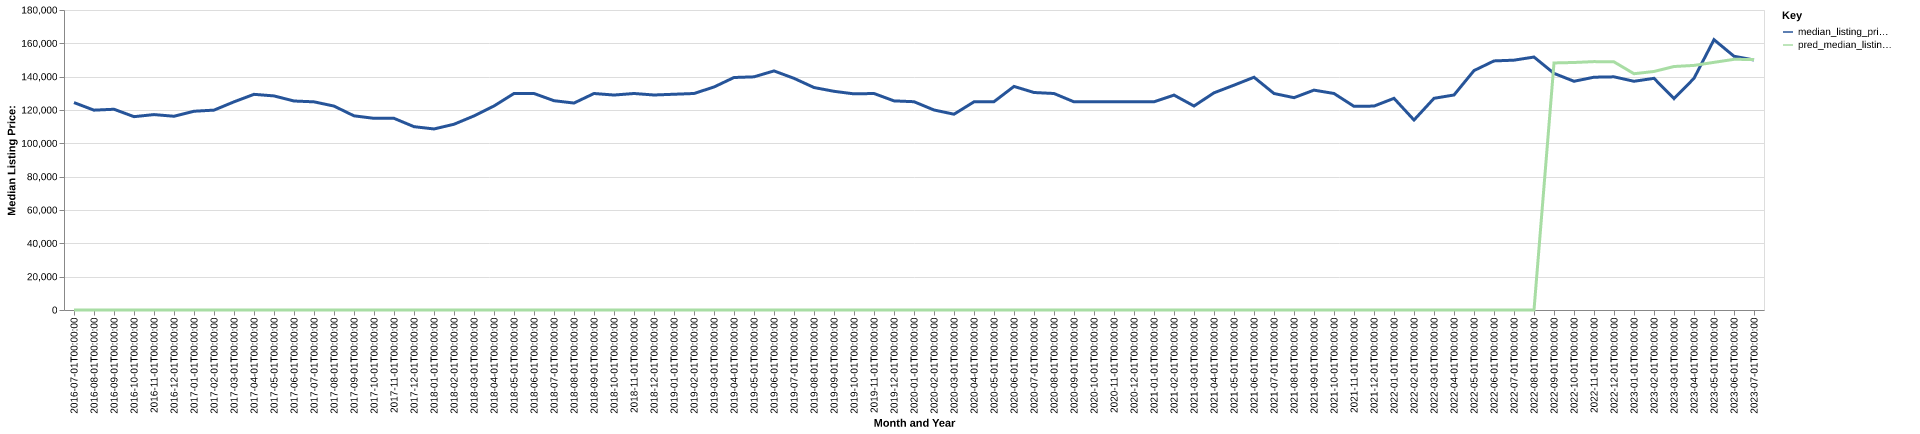 180,000
160,000
140,000
120,000
100,000
80,000
60,000
40,000
20,000
0
Median Listing Price:
2016-07-01T00:00:00
2016-08-01T00:00:00
2016-09-01T00:00:00
2016-10-01T00:00:00
2016-11-01T00:00:00
2016-12-01T00:00:00
2017-01-01T00:00:00
2017-02-01T00:00:00
2017-03-01T00:00:00
2017-04-01T00:00:00
2017-05-01T00:00:00
2017-06-01T00:00:00
2017-07-01T00:00:00
2017-08-01T00:00:00
2017-09-01T00:00:00
2017-10-01T00:00:00
2017-11-01T00:00:00
2017-12-01T00:00:00
2018-01-01T00:00:00
2018-02-01T00:00:00
2018-03-01T00:00:00
2018-04-01T00:00:00
2018-05-01T00:00:00
2018-06-01T00:00:00
2018-07-01T00:00:00
2018-08-01T00:00:00
2018-09-01T00:00:00
2018-10-01T00:00:00
2018-11-01T00:00:00
2018-12-01T00:00:00
2019-01-01T00:00:00
2019-02-01T00:00:00
2019-03-01T00:00:00
2019-04-01T00:00:00
2019-05-01T00:00:00
2019-06-01T00:00:00
2019-07-01T00:00:00
2019-08-01T00:00:00
2019-09-01T00:00:00
2019-10-01T00:00:00
2019-11-01T00:00:00
2019-12-01T00:00:00
2020-01-01T00:00:00
2020-02-01T00:00:00
2020-03-01T00:00:00
2020-04-01T00:00:00
2020-05-01T00:00:00
2020-06-01T00:00:00
2020-07-01T00:00:00
2020-08-01T00:00:00
2020-09-01T00:00:00
2020-10-01T00:00:00
2020-11-01T00:00:00
2020-12-01T00:00:00
2021-01-01T00:00:00
2021-02-01T00:00:00
2021-03-01T00:00:00
2021-04-01T00:00:00
2021-05-01T00:00:00
2021-06-01T00:00:00
2021-07-01T00:00:00
2021-08-01T00:00:00
2021-09-01T00:00:00
2021-10-01T00:00:00
2021-11-01T00:00:00
2021-12-01T00:00:00
2022-01-01T00:00:00
2022-02-01T00:00:00
2022-03-01T00:00:00
2022-04-01T00:00:00
2022-05-01T00:00:00
2022-06-01T00:00:00
2022-07-01T00:00:00
2022-08-01T00:00:00
2022-09-01T00:00:00
2022-10-01T00:00:00
2022-11-01T00:00:00
2022-12-01T00:00:00
2023-01-01T00:00:00
2023-02-01T00:00:00
2023-03-01T00:00:00
2023-04-01T00:00:00
2023-05-01T00:00:00
2023-06-01T00:00:00
2023-07-01T00:00:00
Month and Year
Key
median_listing_pri…
pred_median_listin…